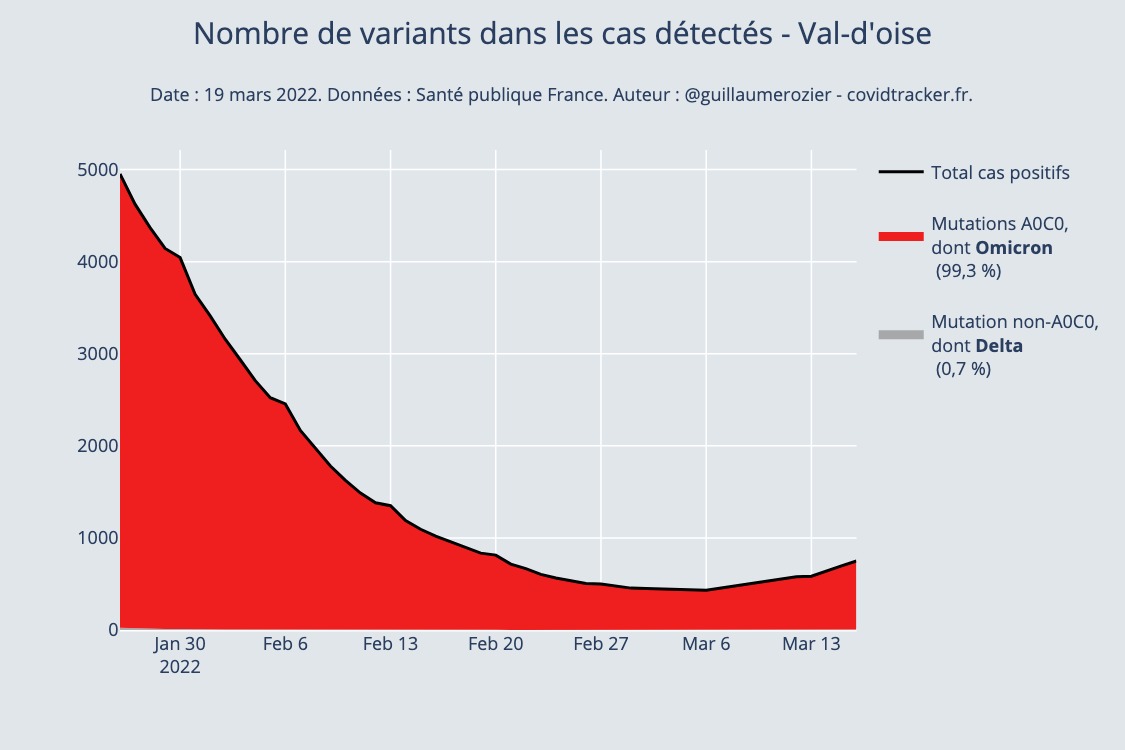 Nombre de variants dans les cas détectés - Val-d'oise
Date : 19 mars 2022. Données : Santé publique France. Auteur : @guillaumerozier - covidtracker.fr.
5000
4000
3000
2000
1000
0
Jan 30
2022
Feb 6
Feb 13
Feb 20
Feb 27
Mar 6
Mar 13
Total cas positifs
Mutations A0C0,
dont Omicron
(99,3 %)
Mutation non-A0C0,
dont Delta
(0,7 %)